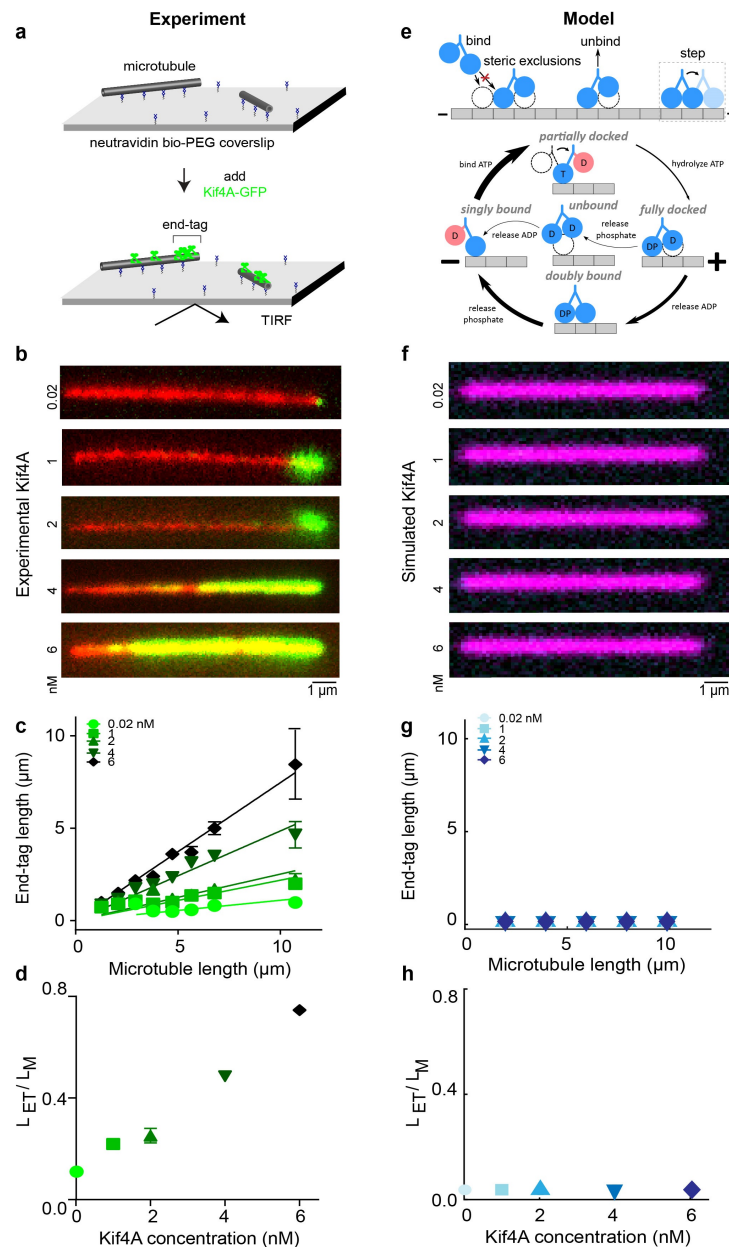 Experiment
a
microtubule
neutravidin bio-PEG coverslip
add
Kif4A-GFP
end-tag
TIRF
b
Experimental Kif4A
0.02
1
2
4
6
nM
1 µm
c
0.02 nM
1
2
4
6
End-tag length (µm)
10
5
0
0
5
10
Microtuble length (µm)
d
L ET / L M
0.8
0.4
0.0
0
2
4
6
Kif4A concentration (nM)
Model
e
bind
steric exclusions
unbind
step
partially docked
bind ATP
hydrolyze ATP
T
D
singly bound
unbound
fully docked
D
release ADP
D
D
release phosphate
DP
D
doubly bound
DP
release phosphate
release ADP
f
Simulated Kif4A
0.02
1
2
4
6
nM
1 µm
g
0.02 nM
1
2
4
6
End-tag length (µm)
10
5
0
0
5
10
Microtubule length (µm)
h
L ET / L M
0.8
0.4
0.0
0
2
4
6
Kif4A concentration (nM)